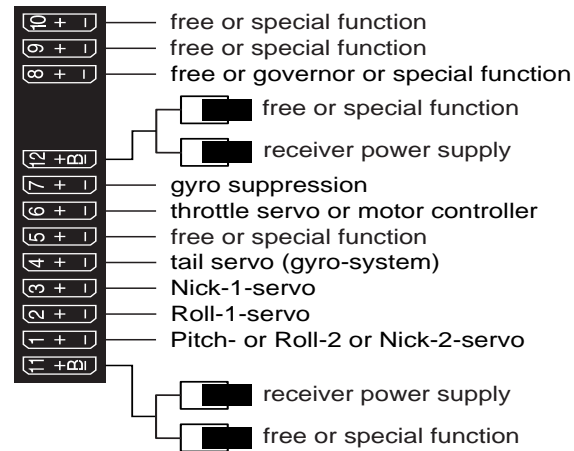 10 + - free or special function
9 + - free or special function
8 + - free or governor or special function
free or special function
12 +B- receiver power supply
7 + - gyro suppression
6 + - throttle servo or motor controller
5 + - free or special function
4 + - tail servo (gyro-system)
3 + - Nick-1-servo
2 + - Roll-1-servo
1 + - Pitch- or Roll-2 or Nick-2-servo
11 +B-
receiver power supply
free or special function